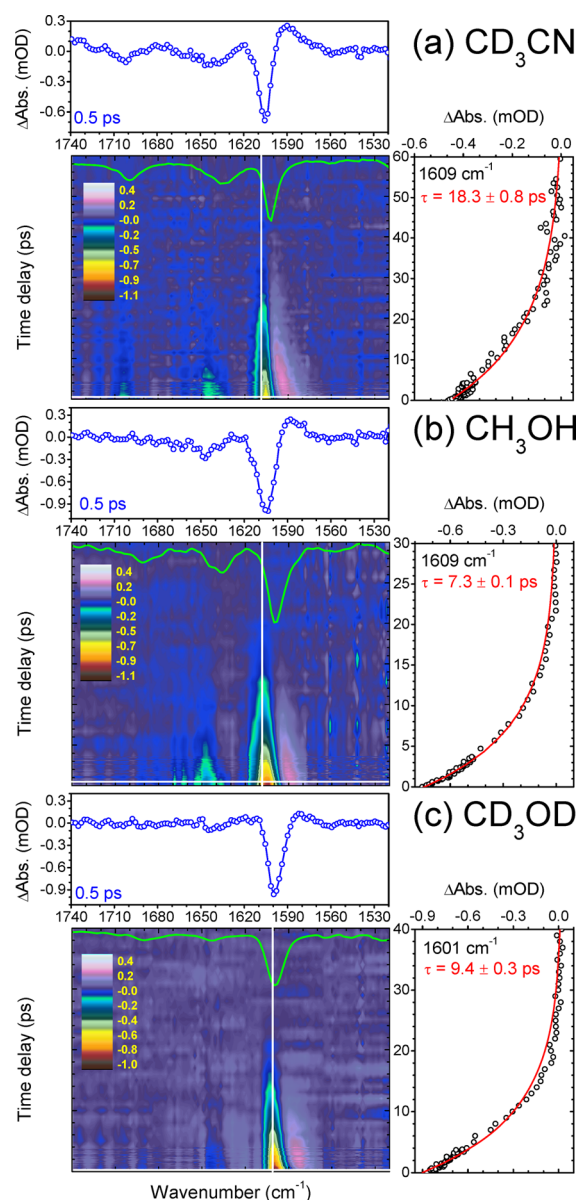 (a) CD₃CN
ΔAbs. (mOD)
0.3
0.0
-0.3
-0.6
0.5 ps
1740 1710 1680 1650 1620 1590 1560 1530
ΔAbs. (mOD)
-0.6 -0.4 -0.2 0.0
Time delay (ps)
0.4
0.2
-0.0
-0.2
-0.5
-0.7
-0.9
-1.1
60
50
40
30
20
10
0
1609 cm⁻¹
τ = 18.3 ± 0.8 ps
(b) CH₃OH
ΔAbs. (mOD)
0.3
0.0
-0.3
-0.6
-0.9
0.5 ps
1740 1710 1680 1650 1620 1590 1560 1530
ΔAbs. (mOD)
-0.6 -0.3 0.0
Time delay (ps)
0.4
0.2
-0.0
-0.2
-0.5
-0.7
-0.9
-1.1
30
25
20
15
10
5
0
1609 cm⁻¹
τ = 7.3 ± 0.1 ps
(c) CD₃OD
ΔAbs. (mOD)
0.3
0.0
-0.3
-0.6
-0.9
0.5 ps
1740 1710 1680 1650 1620 1590 1560 1530
ΔAbs. (mOD)
-0.9 -0.6 -0.3 0.0
Time delay (ps)
0.4
0.2
-0.0
-0.2
-0.4
-0.6
-0.8
-1.0
40
30
20
10
0
1601 cm⁻¹
τ = 9.4 ± 0.3 ps
Wavenumber (cm⁻¹)